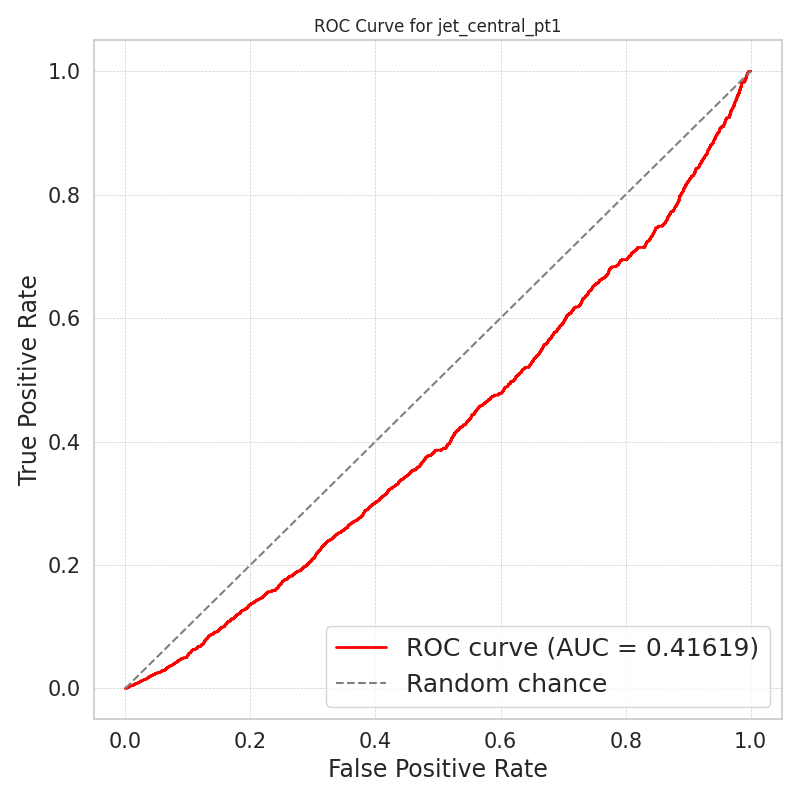 ROC Curve for jet_central_pt1
True Positive Rate
1.0
0.8
0.6
0.4
0.2
0.0
ROC curve (AUC = 0.41619)
Random chance
0.0 0.2 0.4 0.6 0.8 1.0
False Positive Rate